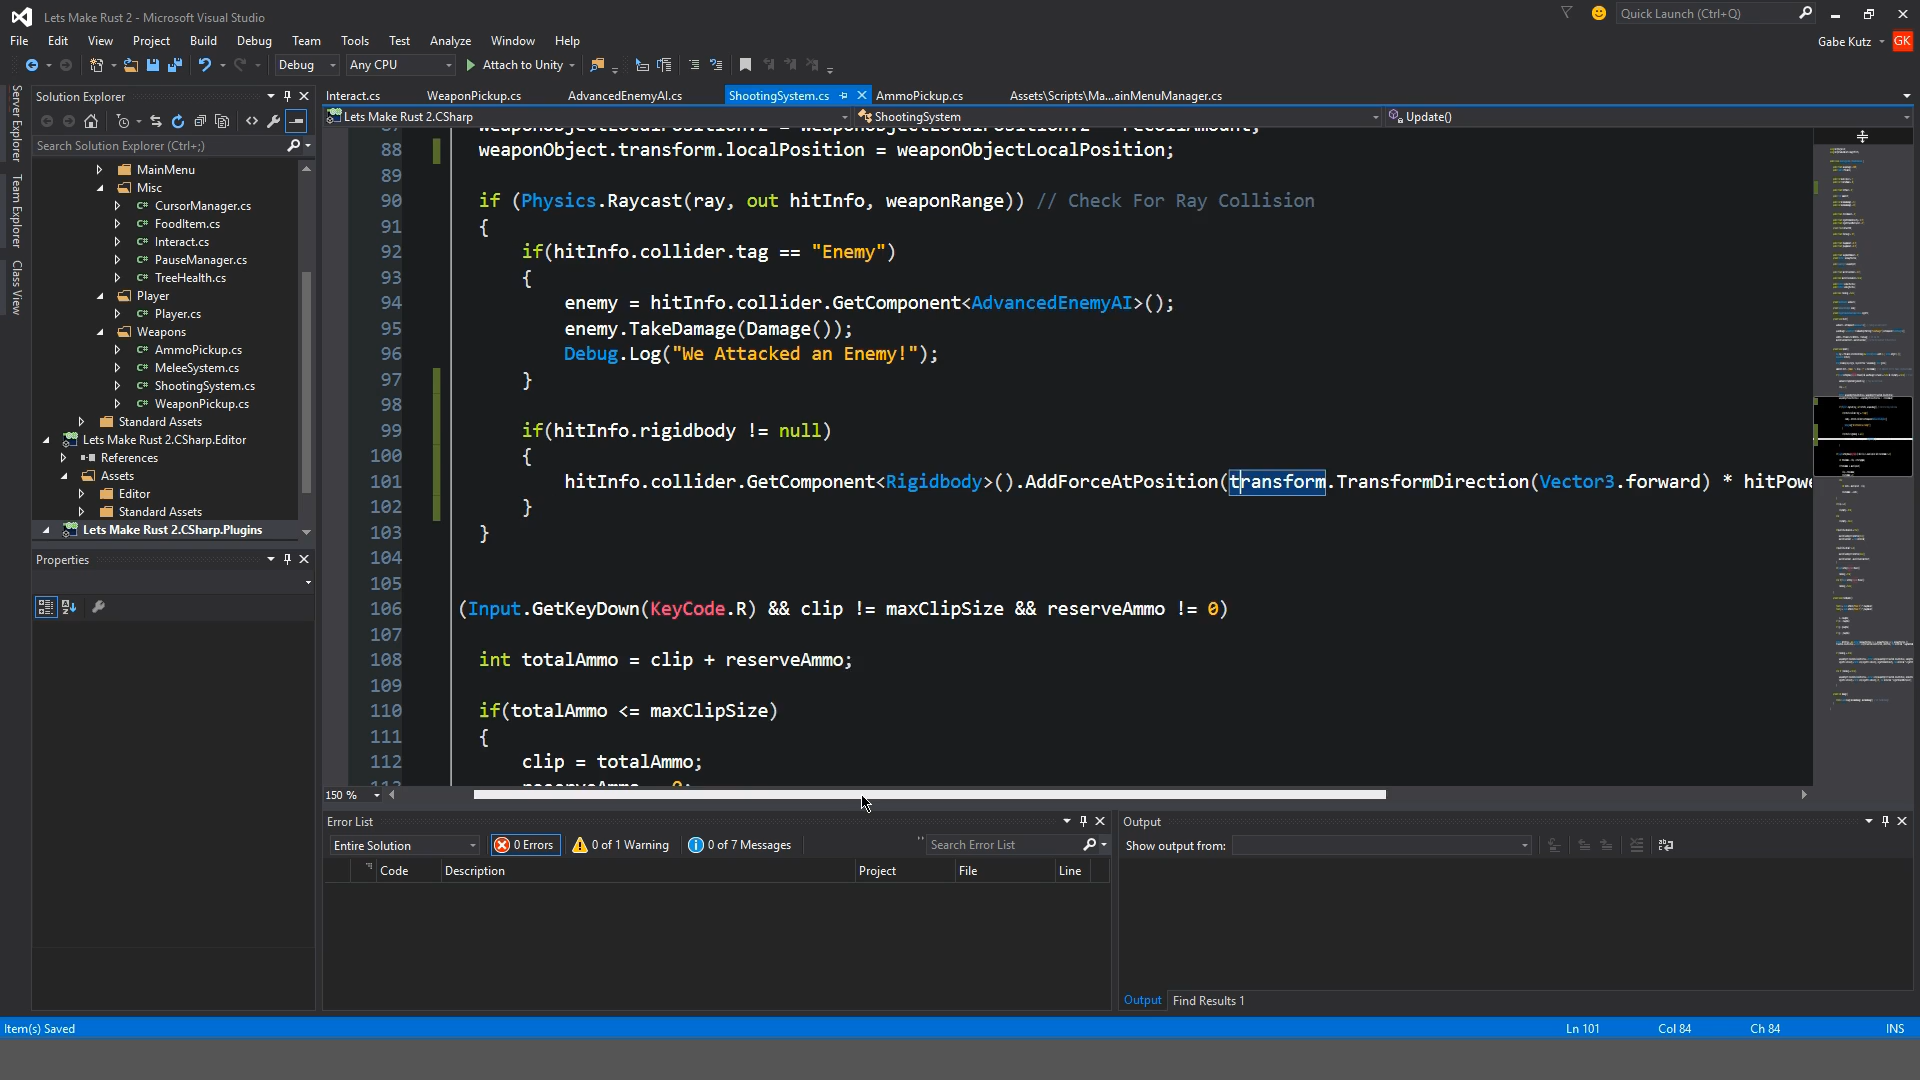 Lets Make Rust 2 - Microsoft Visual Studio
Quick Launch (Ctrl+Q)
File Edit View Project Build Debug Team Tools Test Analyze Window Help
Gabe Kutz GK
Debug Any CPU Attach to Unity
Server Explorer
Team Explorer
Class View
Solution Explorer
Search Solution Explorer (Ctrl+;)
MainMenu
Misc
C# CursorManager.cs
C# FoodItem.cs
C# Interact.cs
C# PauseManager.cs
C# TreeHealth.cs
Player
C# Player.cs
Weapons
C# AmmoPickup.cs
C# MeleeSystem.cs
C# ShootingSystem.cs
C# WeaponPickup.cs
Standard Assets
Lets Make Rust 2.CSharp.Editor
References
Assets
Editor
Standard Assets
Lets Make Rust 2.CSharp.Plugins
Properties
Interact.cs WeaponPickup.cs AdvancedEnemyAI.cs ShootingSystem.cs AmmoPickup.cs Assets\Scripts\Ma...ainMenuManager.cs
Lets Make Rust 2.CSharp ShootingSystem Update()
88 weaponObject.transform.localPosition = weaponObjectLocalPosition;
89
90 if (Physics.Raycast(ray, out hitInfo, weaponRange)) // Check For Ray Collision
91 {
92 if(hitInfo.collider.tag == "Enemy")
93 {
94 enemy = hitInfo.collider.GetComponent<AdvancedEnemyAI>();
95 enemy.TakeDamage(Damage());
96 Debug.Log("We Attacked an Enemy!");
97 }
98
99 if(hitInfo.rigidbody != null)
100 {
101 hitInfo.collider.GetComponent<Rigidbody>().AddForceAtPosition(transform.TransformDirection(Vector3.forward) * hitPowe
102 }
103 }
104
105
106 (Input.GetKeyDown(KeyCode.R) && clip != maxClipSize && reserveAmmo != 0)
107
108 int totalAmmo = clip + reserveAmmo;
109
110 if(totalAmmo <= maxClipSize)
111 {
112 clip = totalAmmo;
150 %
Error List
Entire Solution 0 Errors 0 of 1 Warning 0 of 7 Messages Search Error List
Code Description Project File Line
Output
Show output from:
Output Find Results 1
Item(s) Saved Ln 101 Col 84 Ch 84 INS